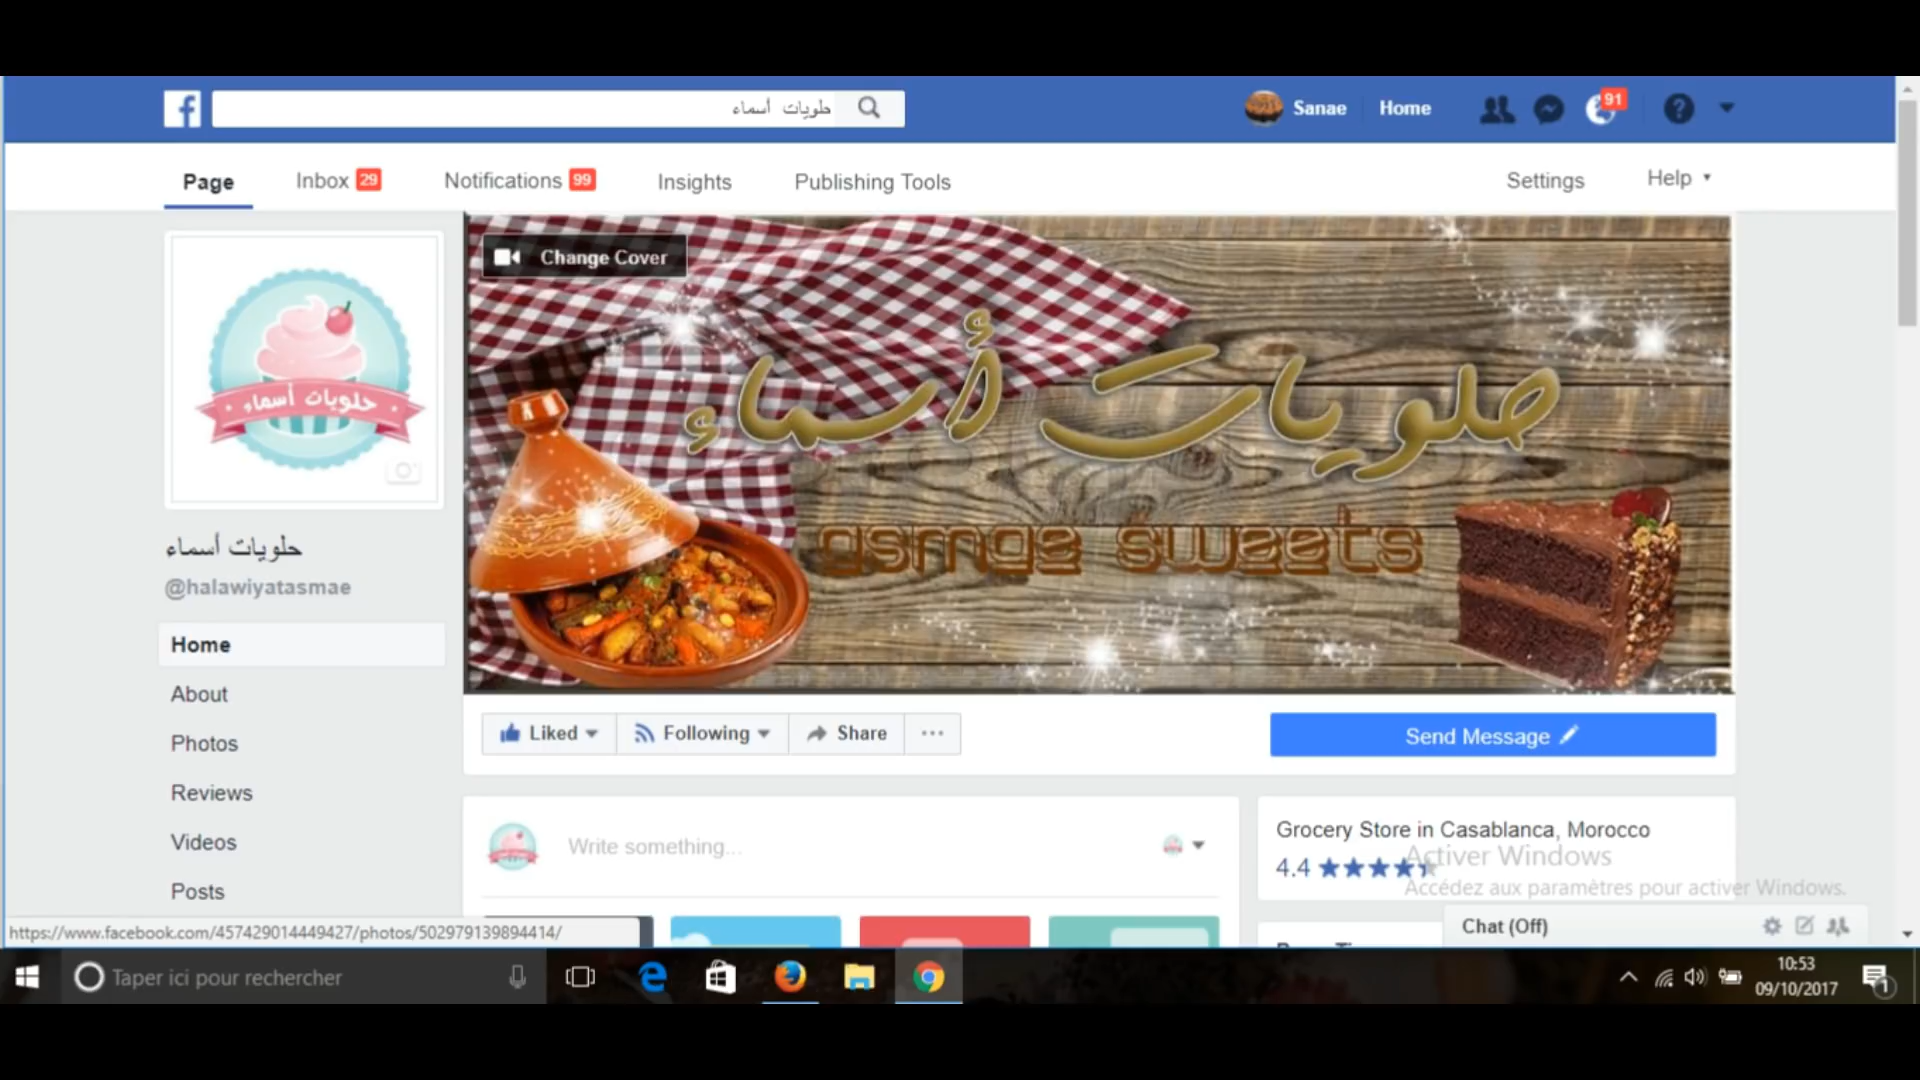 حلويات أسماء
Sanae
Home
91
Page
Inbox 29
Notifications 99
Insights
Publishing Tools
Settings
Help
Change Cover
حلويات أسماء
asmae sweets
حلويات أسماء
حلويات أسماء
@halawiyatasmae
Home
About
Photos
Reviews
Videos
Posts
Liked
Following
Share
Send Message
Write something...
Grocery Store in Casablanca, Morocco
4.4
Activer Windows
Accédez aux paramètres pour activer Windows.
Chat (Off)
https://www.facebook.com/457429014449427/photos/502979139894414/
Taper ici pour rechercher
10:53
09/10/2017
1